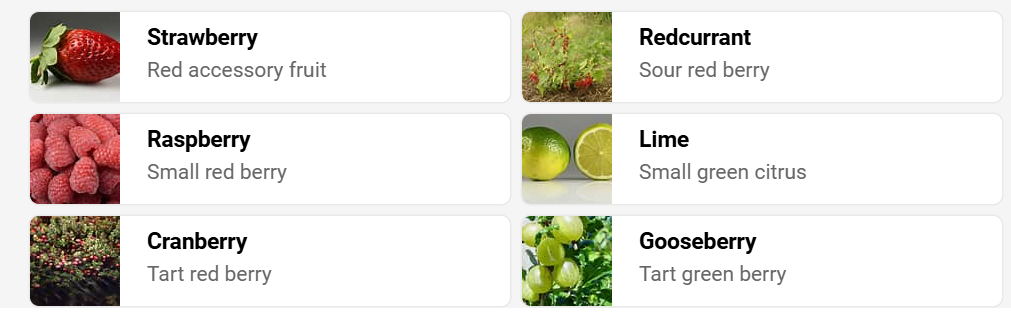 Strawberry
Red accessory fruit
Redcurrant
Sour red berry
Raspberry
Small red berry
Lime
Small green citrus
Cranberry
Tart red berry
Gooseberry
Tart green berry